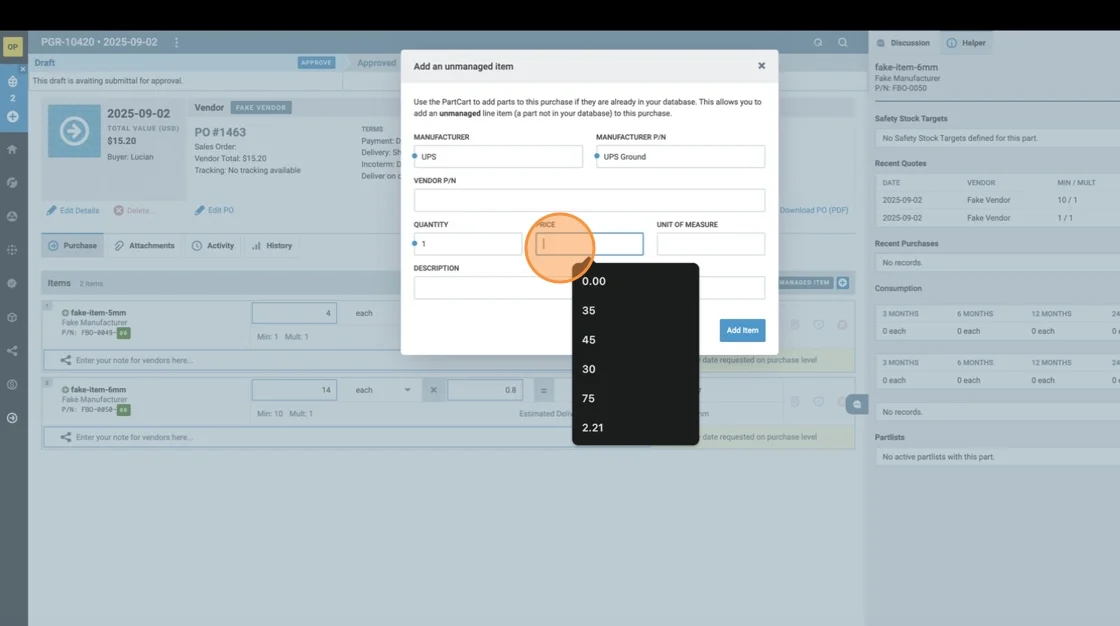 OP
PGR-10420 • 2025-09-02
Draft
APPROVE
Approved
This draft is awaiting submittal for approval.
2
2025-09-02
TOTAL VALUE (USD)
$15.20
Buyer: Lucian
Vendor
FAKE VENDOR
PO #1463
Sales Order:
Vendor Total: $15.20
Tracking: No tracking available
TERMS
Payment: D
Delivery: Sh
Incoterm: D
Deliver on c
Edit Details
Delete...
Edit PO
Download PO (PDF)
Purchase
Attachments
Activity
History
Items
2 items
MANAGED ITEM
1
fake-item-5mm
Fake Manufacturer
P/N: FBO-0049-
4
each
Min: 1 Mult: 1
Enter your note for vendors here...
date requested on purchase level
2
fake-item-6mm
Fake Manufacturer
P/N: FBO-0050-
14
each
0.8
=
Min: 10 Mult: 1
Estimated Deliv
Enter your note for vendors here...
date requested on purchase level
Add an unmanaged item
Use the PartCart to add parts to this purchase if they are already in your database. This allows you to
add an unmanaged line item (a part not in your database) to this purchase.
MANUFACTURER
MANUFACTURER P/N
UPS
UPS Ground
VENDOR P/N
QUANTITY
PRICE
UNIT OF MEASURE
1
DESCRIPTION
0.00
35
45
30
75
2.21
Add Item
Discussion
Helper
fake-item-6mm
Fake Manufacturer
P/N: FBO-0050
Safety Stock Targets
No Safety Stock Targets defined for this part.
Recent Quotes
DATE VENDOR MIN / MULT
2025-09-02 Fake Vendor 10 / 1
2025-09-02 Fake Vendor 1 / 1
Recent Purchases
No records.
Consumption
3 MONTHS 6 MONTHS 12 MONTHS 24
0 each 0 each 0 each 0 e
3 MONTHS 6 MONTHS 12 MONTHS 24
0 each 0 each 0 each 0 e
No records.
Partlists
No active partlists with this part.